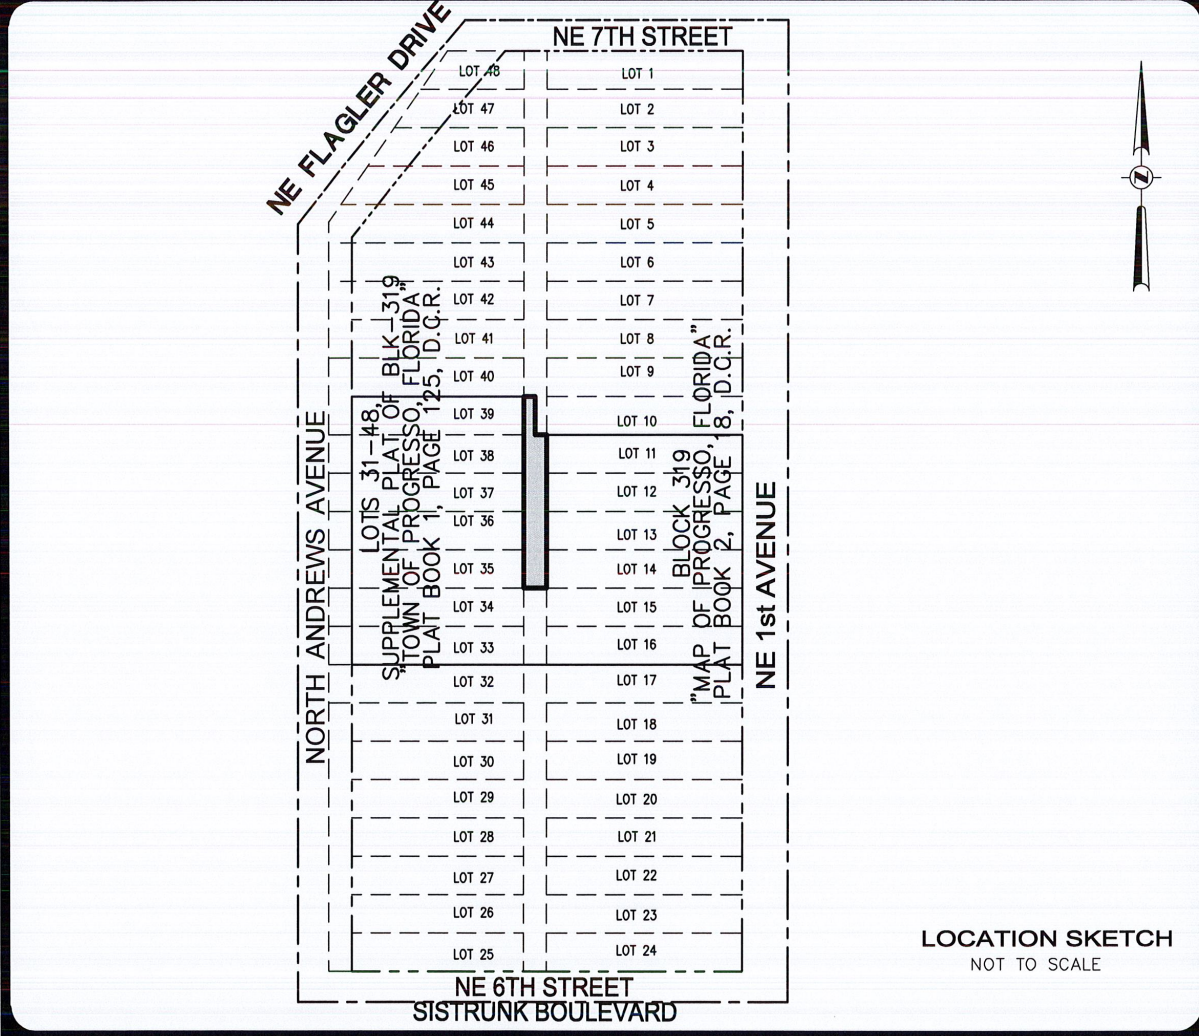 NE 7TH STREET
NE FLAGLER DRIVE
LOT 48
LOT 1
LOT 47
LOT 2
LOT 46
LOT 3
LOT 45
LOT 4
LOT 44
LOT 5
LOT 43
LOT 6
LOT 42
LOT 7
LOT 41
LOT 8
LOT 40
LOT 9
LOT 39
LOT 10
LOT 38
LOT 11
LOT 37
LOT 12
LOT 36
LOT 13
LOT 35
LOT 14
LOT 34
LOT 15
LOT 33
LOT 16
LOT 32
LOT 17
LOT 31
LOT 18
LOT 30
LOT 19
LOT 29
LOT 20
LOT 28
LOT 21
LOT 27
LOT 22
LOT 26
LOT 23
LOT 25
LOT 24
NORTH ANDREWS AVENUE
LOTS 31-48,
SUPPLEMENTAL PLAT OF BLK-319
"TOWN OF PROGRESSO, FLORIDA"
PLAT BOOK 1, PAGE 125, D.C.R.
BLOCK 319
"MAP OF PROGRESSO, FLORIDA"
PLAT BOOK 2, PAGE 18, D.C.R.
NE 1st AVENUE
NE 6TH STREET
SISTRUNK BOULEVARD
N
LOCATION SKETCH
NOT TO SCALE